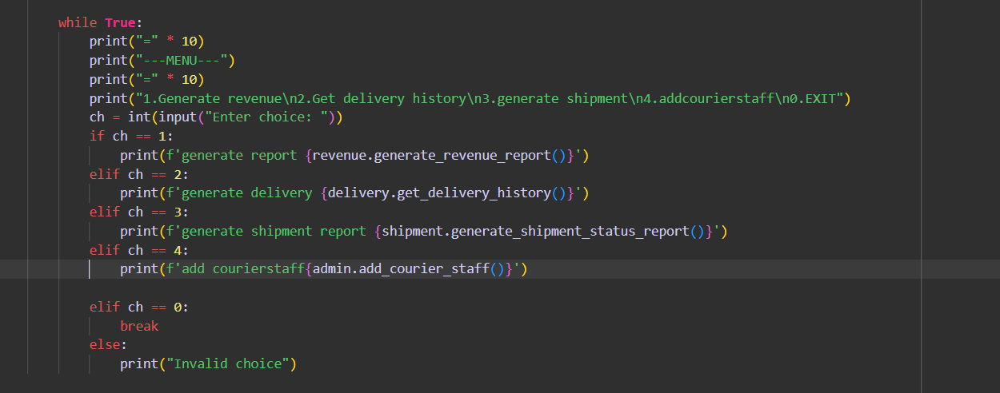 while True:
    print("=" * 10)
    print("---MENU---")
    print("=" * 10)
    print("1.Generate revenue\n2.Get delivery history\n3.generate shipment\n4.addcourierstaff\n0.EXIT")
    ch = int(input("Enter choice: "))
    if ch == 1:
        print(f'generate report {revenue.generate_revenue_report()}')
    elif ch == 2:
        print(f'generate delivery {delivery.get_delivery_history()}')
    elif ch == 3:
        print(f'generate shipment report {shipment.generate_shipment_status_report()}')
    elif ch == 4:
        print(f'add courierstaff{admin.add_courier_staff()}')
    elif ch == 0:
        break
    else:
        print("Invalid choice")